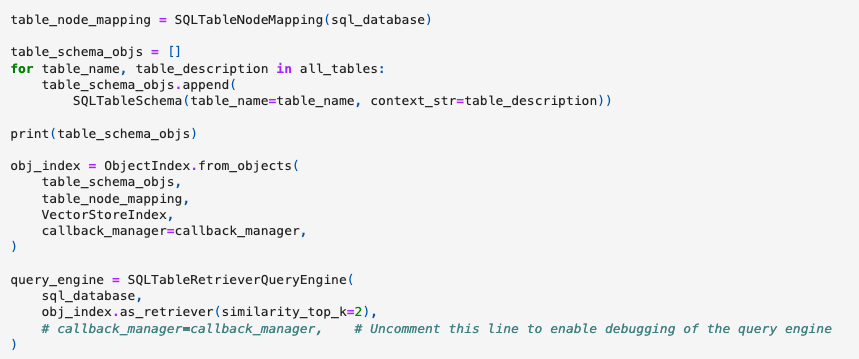 table_node_mapping = SQLTableNodeMapping(sql_database)
table_schema_objs = []
for table_name, table_description in all_tables:
    table_schema_objs.append(
        SQLTableSchema(table_name=table_name, context_str=table_description))
print(table_schema_objs)
obj_index = ObjectIndex.from_objects(
    table_schema_objs,
    table_node_mapping,
    VectorStoreIndex,
    callback_manager=callback_manager,
)
query_engine = SQLTableRetrieverQueryEngine(
    sql_database,
    obj_index.as_retriever(similarity_top_k=2),
    # callback_manager=callback_manager,    # Uncomment this line to enable debugging of the query engine
)